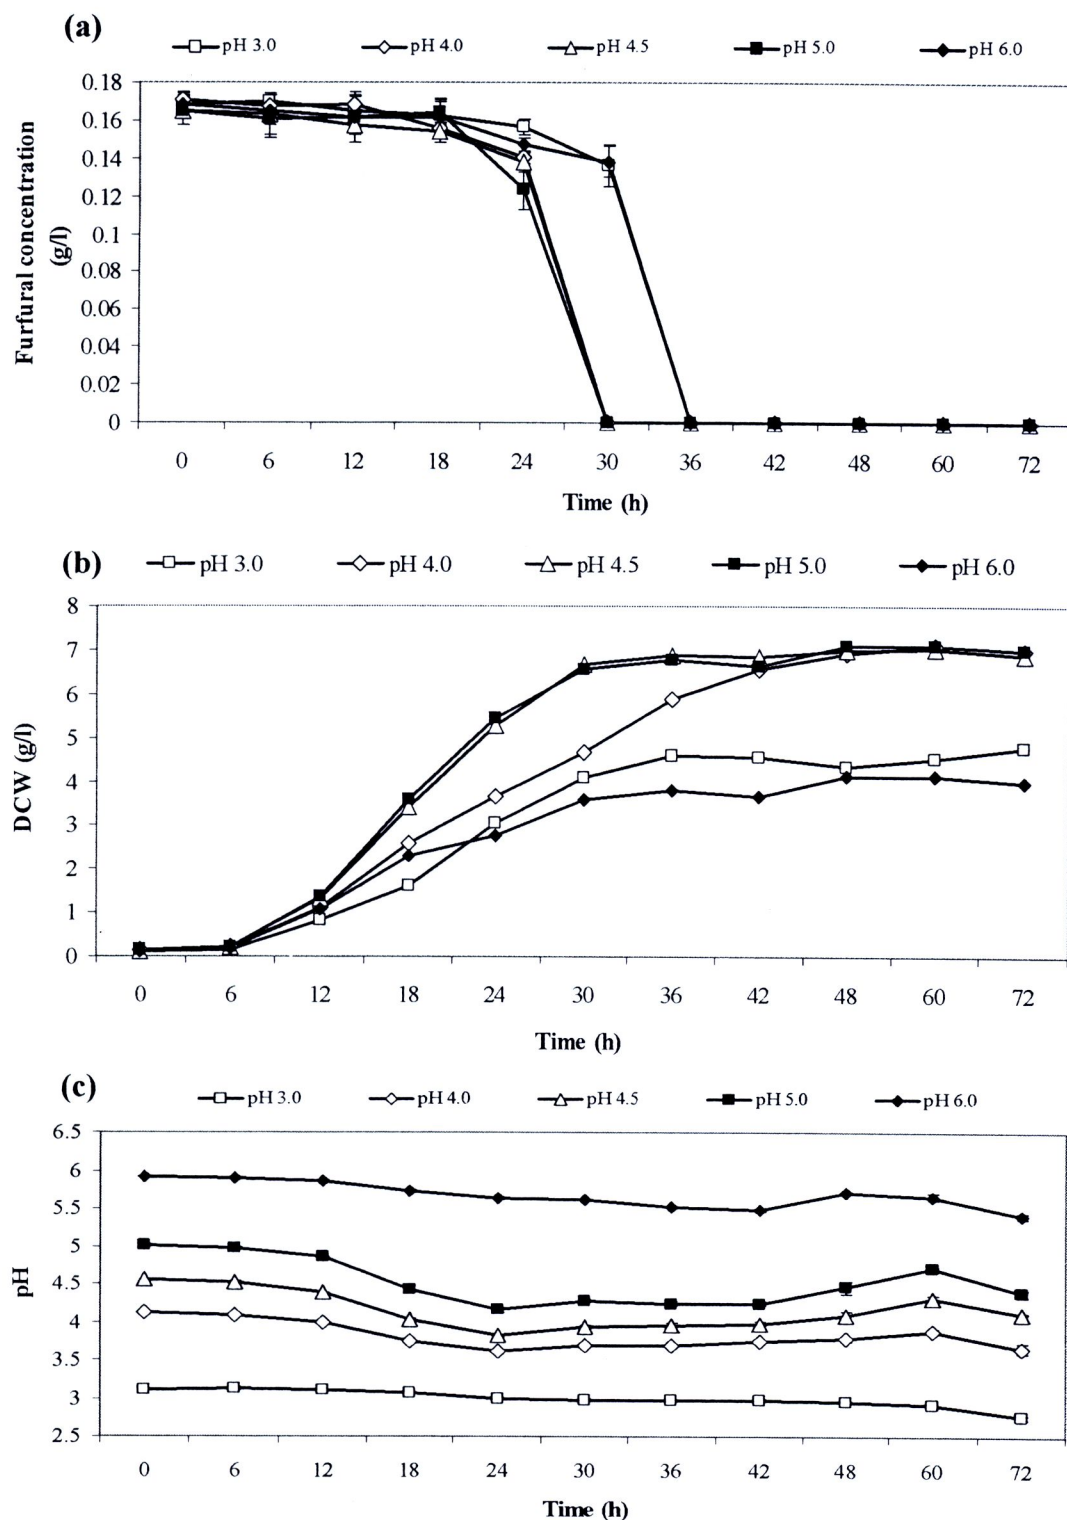 (a)
pH 3.0 pH 4.0 pH 4.5 pH 5.0 pH 6.0
0.18
0.16
0.14
0.12
0.1
0.08
0.06
0.04
0.02
0
Furfural concentration
(g/l)
0 6 12 18 24 30 36 42 48 60 72
Time (h)
(b)
pH 3.0 pH 4.0 pH 4.5 pH 5.0 pH 6.0
8
7
6
5
4
3
2
1
0
DCW (g/l)
0 6 12 18 24 30 36 42 48 60 72
Time (h)
(c)
pH 3.0 pH 4.0 pH 4.5 pH 5.0 pH 6.0
6.5
6
5.5
5
4.5
4
3.5
3
2.5
pH
0 6 12 18 24 30 36 42 48 60 72
Time (h)